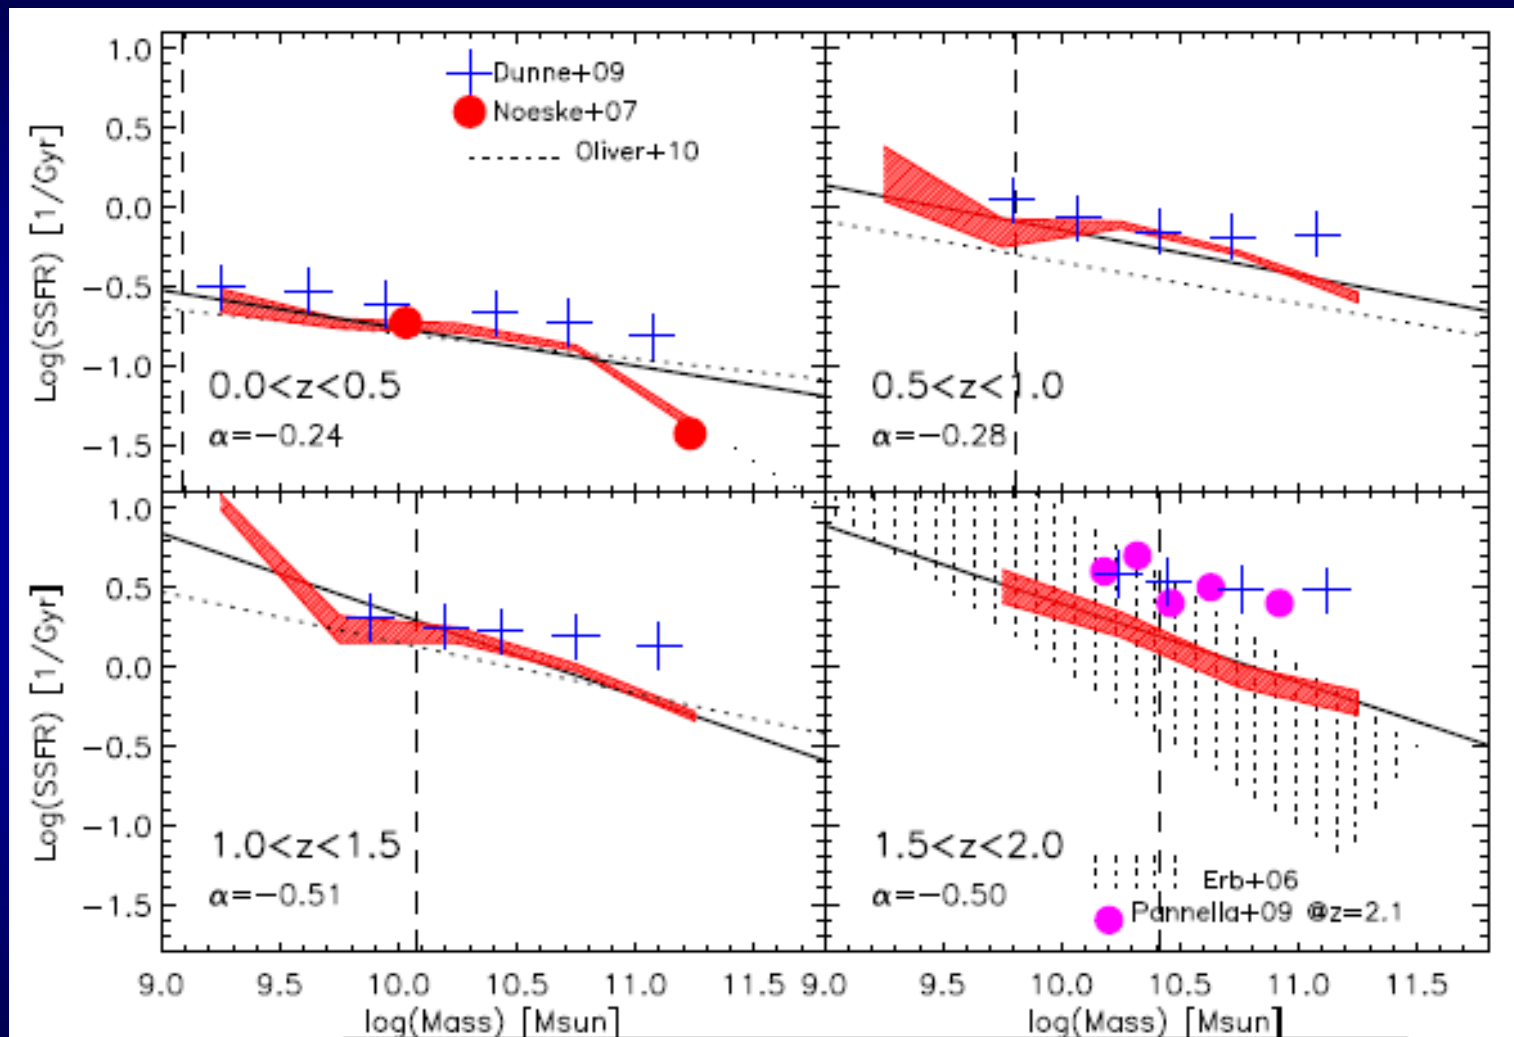 Dunne+09
Noeske+07
Oliver+10
1.0
0.5
0.0
−0.5
−1.0
−1.5
Log(SSFR) [1/Gyr]
0.0<z<0.5
α=−0.24
0.5<z<1.0
α=−0.28
1.0
0.5
0.0
−0.5
−1.0
−1.5
Log(SSFR) [1/Gyr]
1.0<z<1.5
α=−0.51
1.5<z<2.0
α=−0.50
Erb+06
Pannella+09 @z=2.1
9.0 9.5 10.0 10.5 11.0 11.5 9.0 9.5 10.0 10.5 11.0 11.5
log(Mass) [Msun] log(Mass) [Msun]